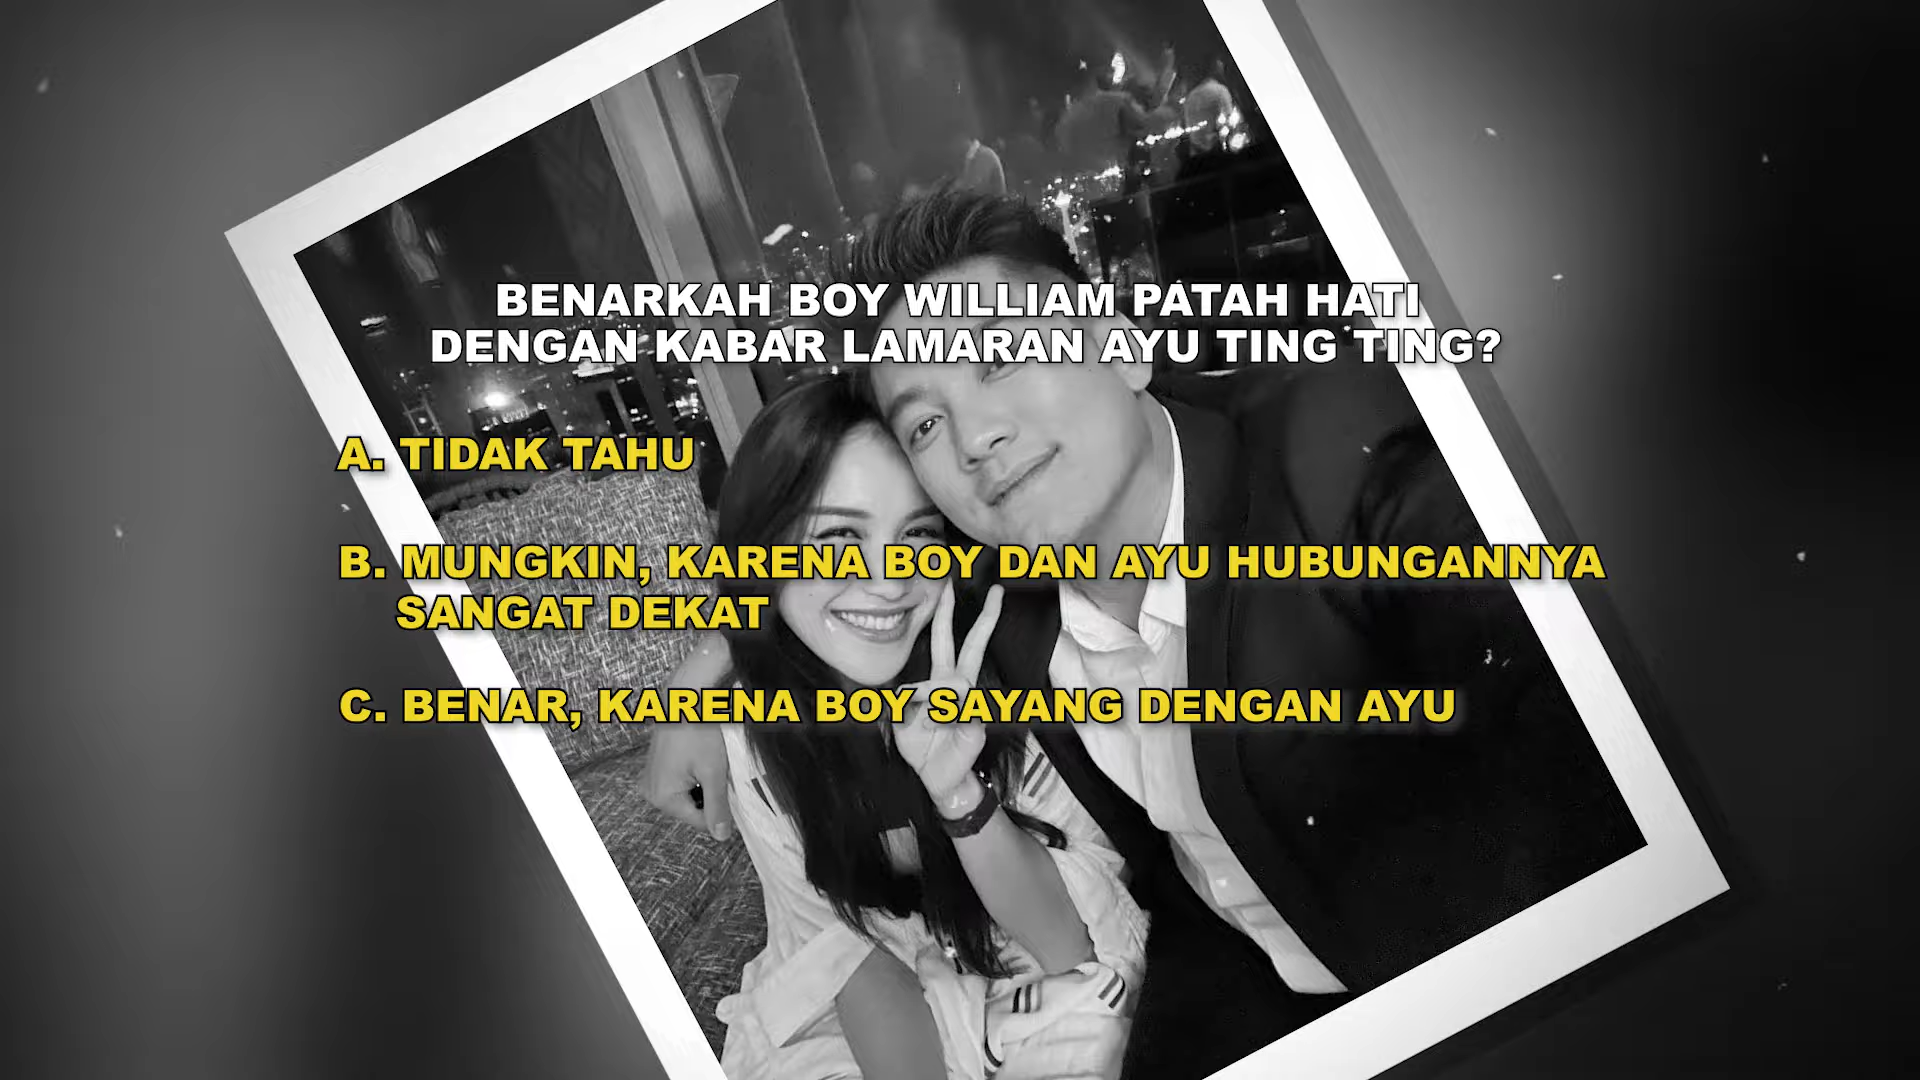 BENARKAH BOY WILLIAM PATAH HATI
DENGAN KABAR LAMARAN AYU TING TING?
A. TIDAK TAHU
B. MUNGKIN, KARENA BOY DAN AYU HUBUNGANNYA
SANGAT DEKAT
C. BENAR, KARENA BOY SAYANG DENGAN AYU